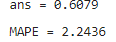 ans = 0.6079
MAPE = 2.2436